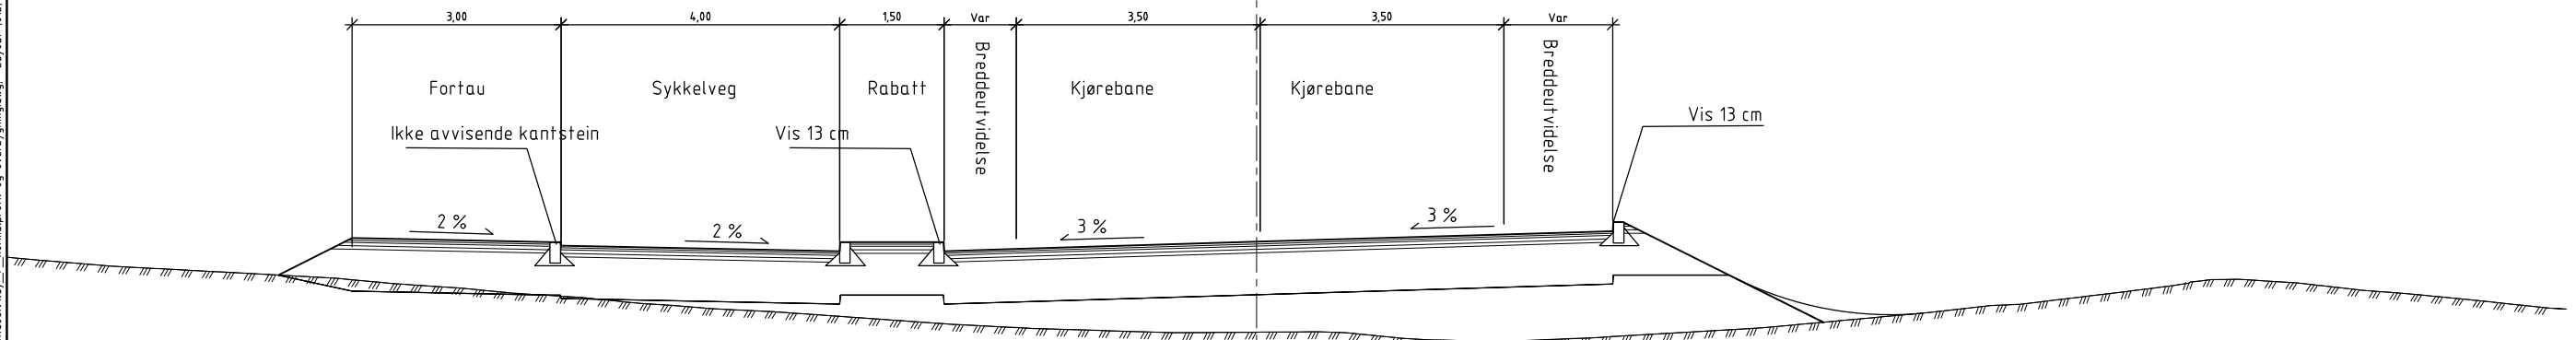 3,00
4,00
1,50
Var
3,50
3,50
Var
Fortau
Sykkelveg
Rabatt
Breddeutvidelse
Kjørebane
Kjørebane
Breddeutvidelse
Ikke avvisende kantstein
Vis 13 cm
Vis 13 cm
2 %
2 %
3 %
3 %